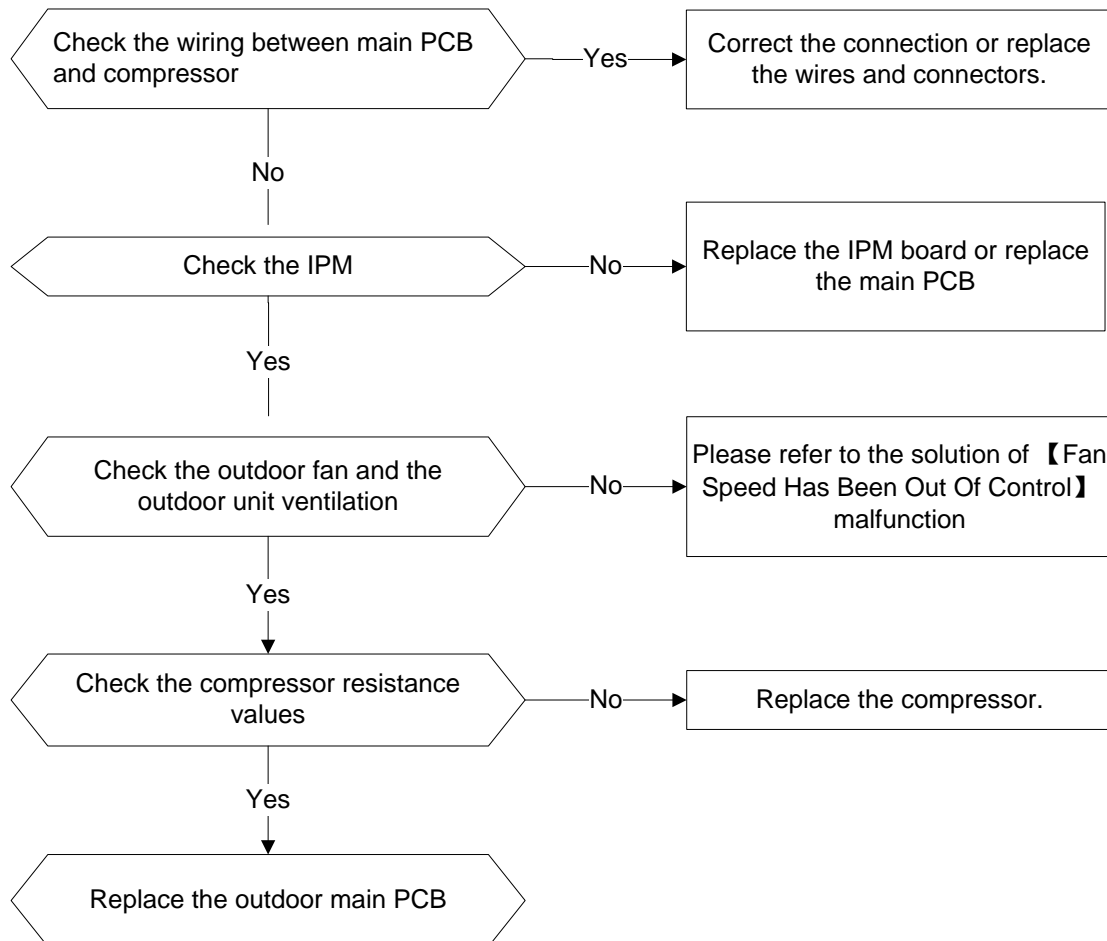 Check the wiring between main PCB
and compressor
Yes
Correct the connection or replace
the wires and connectors.
No
Check the IPM
No
Replace the IPM board or replace
the main PCB
Yes
Check the outdoor fan and the
outdoor unit ventilation
No
Please refer to the solution of 【Fan
Speed Has Been Out Of Control】
malfunction
Yes
Check the compressor resistance
values
No
Replace the compressor.
Yes
Replace the outdoor main PCB